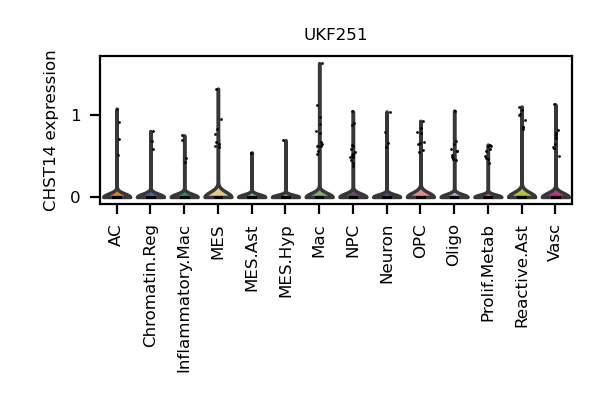 UKF251
CHST14 expression
1
0
AC
Chromatin.Reg
Inflammatory.Mac
MES
MES.Ast
MES.Hyp
Mac
NPC
Neuron
OPC
Oligo
Prolif.Metab
Reactive.Ast
Vasc